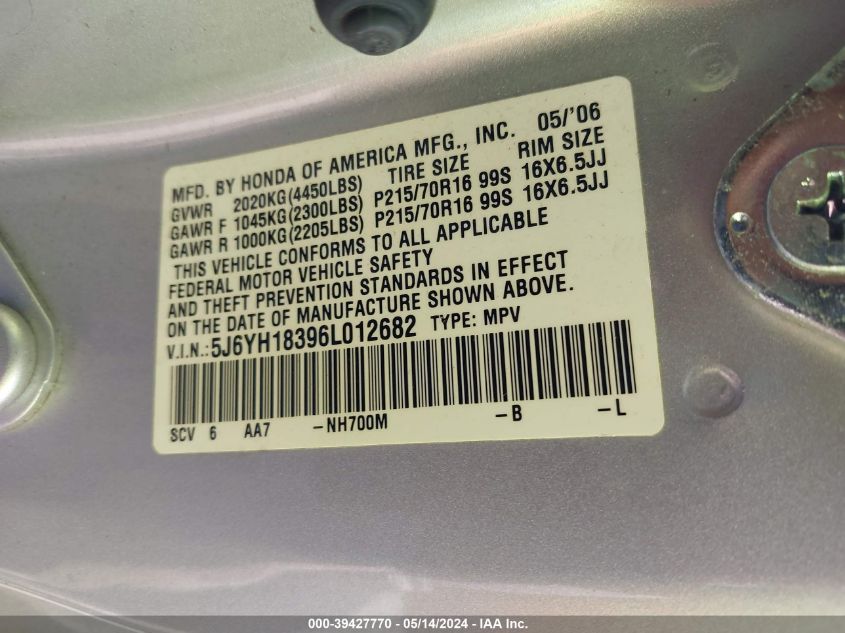 MFD. BY HONDA OF AMERICA MFG., INC. 05/'06
GVWR 2020KG(4450LBS) TIRE SIZE RIM SIZE
GAWR F 1045KG(2300LBS) P215/70R16 99S 16X6.5JJ
GAWR R 1000KG(2205LBS) P215/70R16 99S 16X6.5JJ
THIS VEHICLE CONFORMS TO ALL APPLICABLE
FEDERAL MOTOR VEHICLE SAFETY
AND THEFT PREVENTION STANDARDS IN EFFECT
ON THE DATE OF MANUFACTURE SHOWN ABOVE.
V.I.N.:5J6YH18396L012682 TYPE: MPV
SCV 6 AA7 -NH700M -B -L
000-39427770 - 05/14/2024 - IAA Inc.